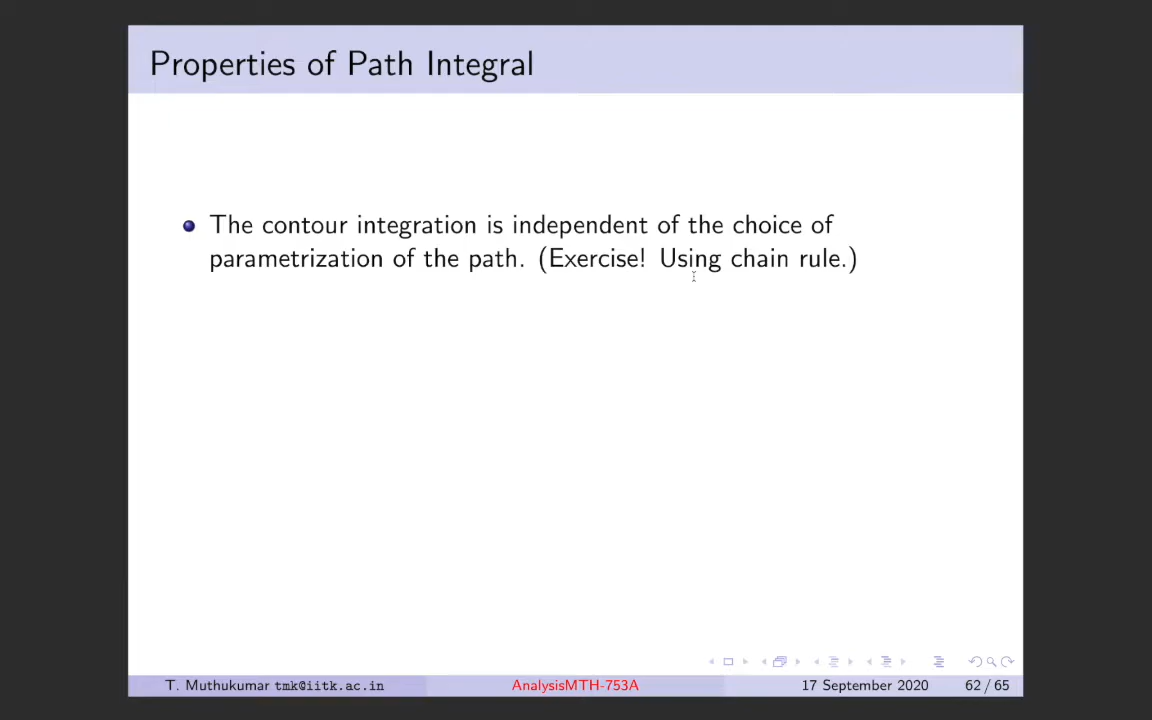 Properties of Path Integral
The contour integration is independent of the choice of
parametrization of the path. (Exercise! Using chain rule.)
T. Muthukumar tmk@iitk.ac.in
AnalysisMTH-753A
17 September 2020
62 / 65